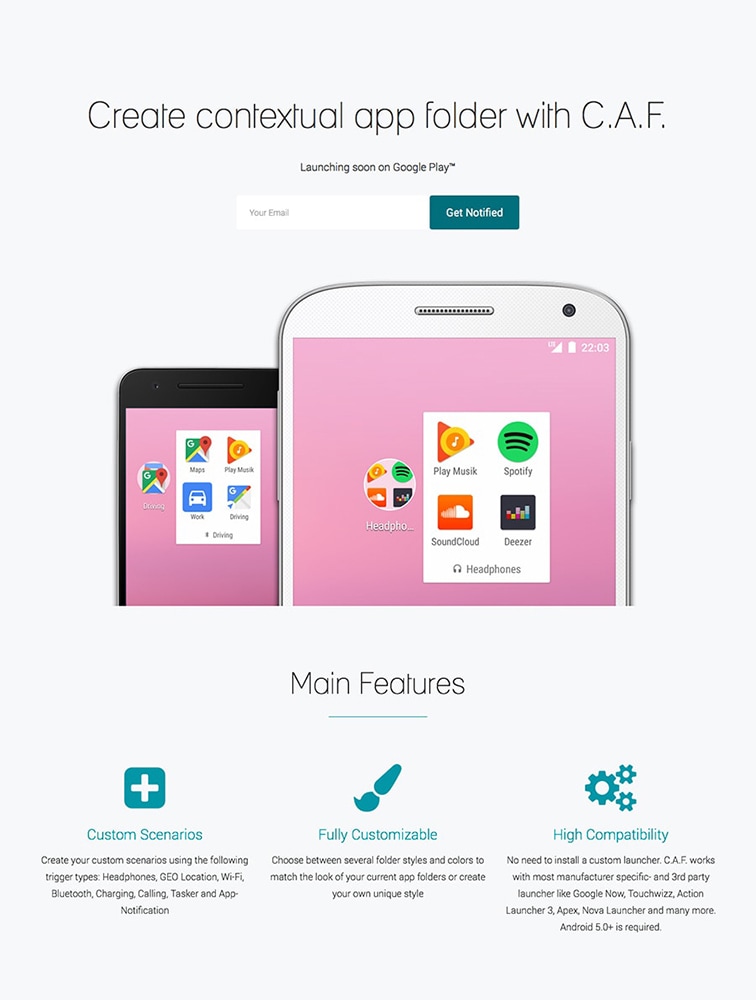 Create contextual app folder with C.A.F.
Launching soon on Google Play™
Your Email
Get Notified
LTE 22:03
Maps
Play Musik
Driving
Work
Driving
Driving
Play Musik
Spotify
Headpho...
SoundCloud
Deezer
Headphones
Main Features
Custom Scenarios
Create your custom scenarios using the following
trigger types: Headphones, GEO Location, Wi-Fi,
Bluetooth, Charging, Calling, Tasker and App-
Notification
Fully Customizable
Choose between several folder styles and colors to
match the look of your current app folders or create
your own unique style
High Compatibility
No need to install a custom launcher. C.A.F. works
with most manufacturer specific- and 3rd party
launcher like Google Now, Touchwizz, Action
Launcher 3, Apex, Nova Launcher and many more.
Android 5.0+ is required.